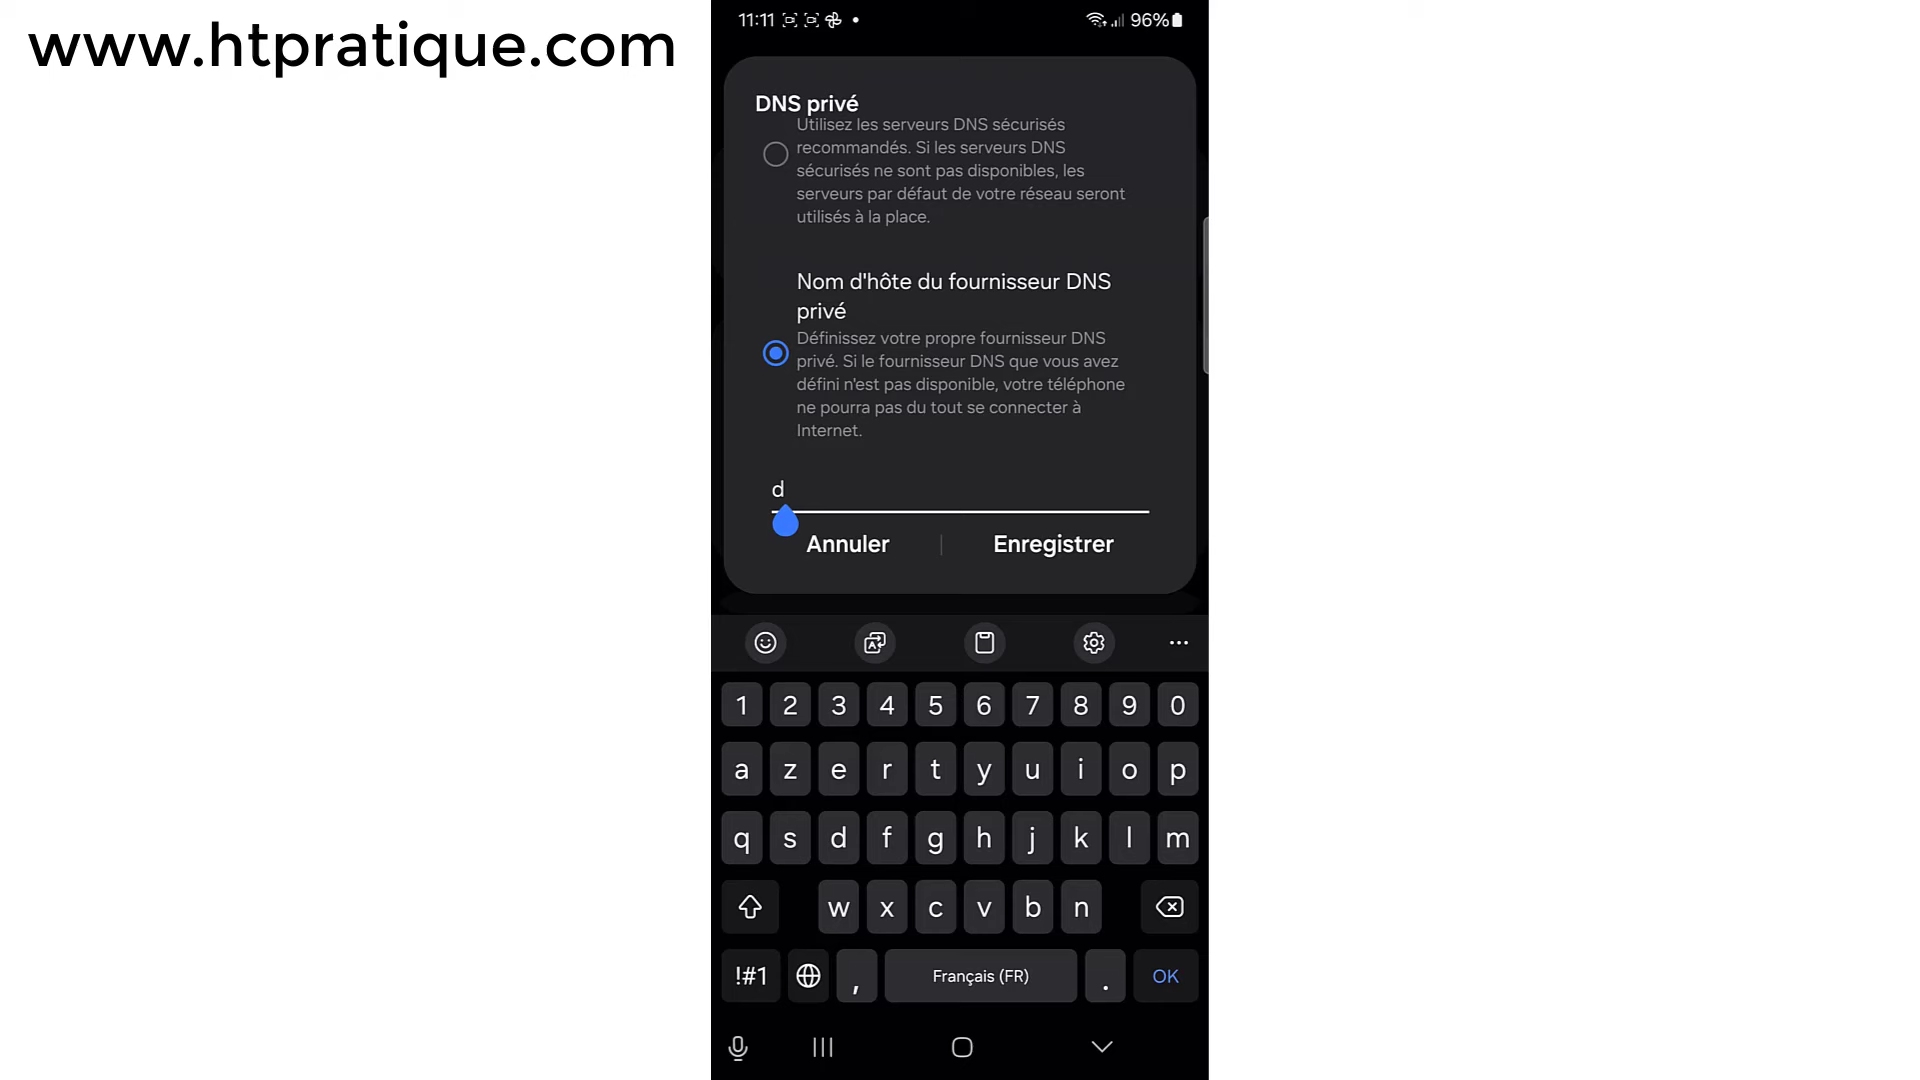 www.htpratique.com
11:11
96%
DNS privé
Utilisez les serveurs DNS sécurisés
recommandés. Si les serveurs DNS
sécurisés ne sont pas disponibles, les
serveurs par défaut de votre réseau seront
utilisés à la place.
Nom d'hôte du fournisseur DNS
privé
Définissez votre propre fournisseur DNS
privé. Si le fournisseur DNS que vous avez
défini n'est pas disponible, votre téléphone
ne pourra pas du tout se connecter à
Internet.
d
Annuler | Enregistrer
1 2 3 4 5 6 7 8 9 0
a z e r t y u i o p
q s d f g h j k l m
w x c v b n
!#1 , Français (FR) . OK